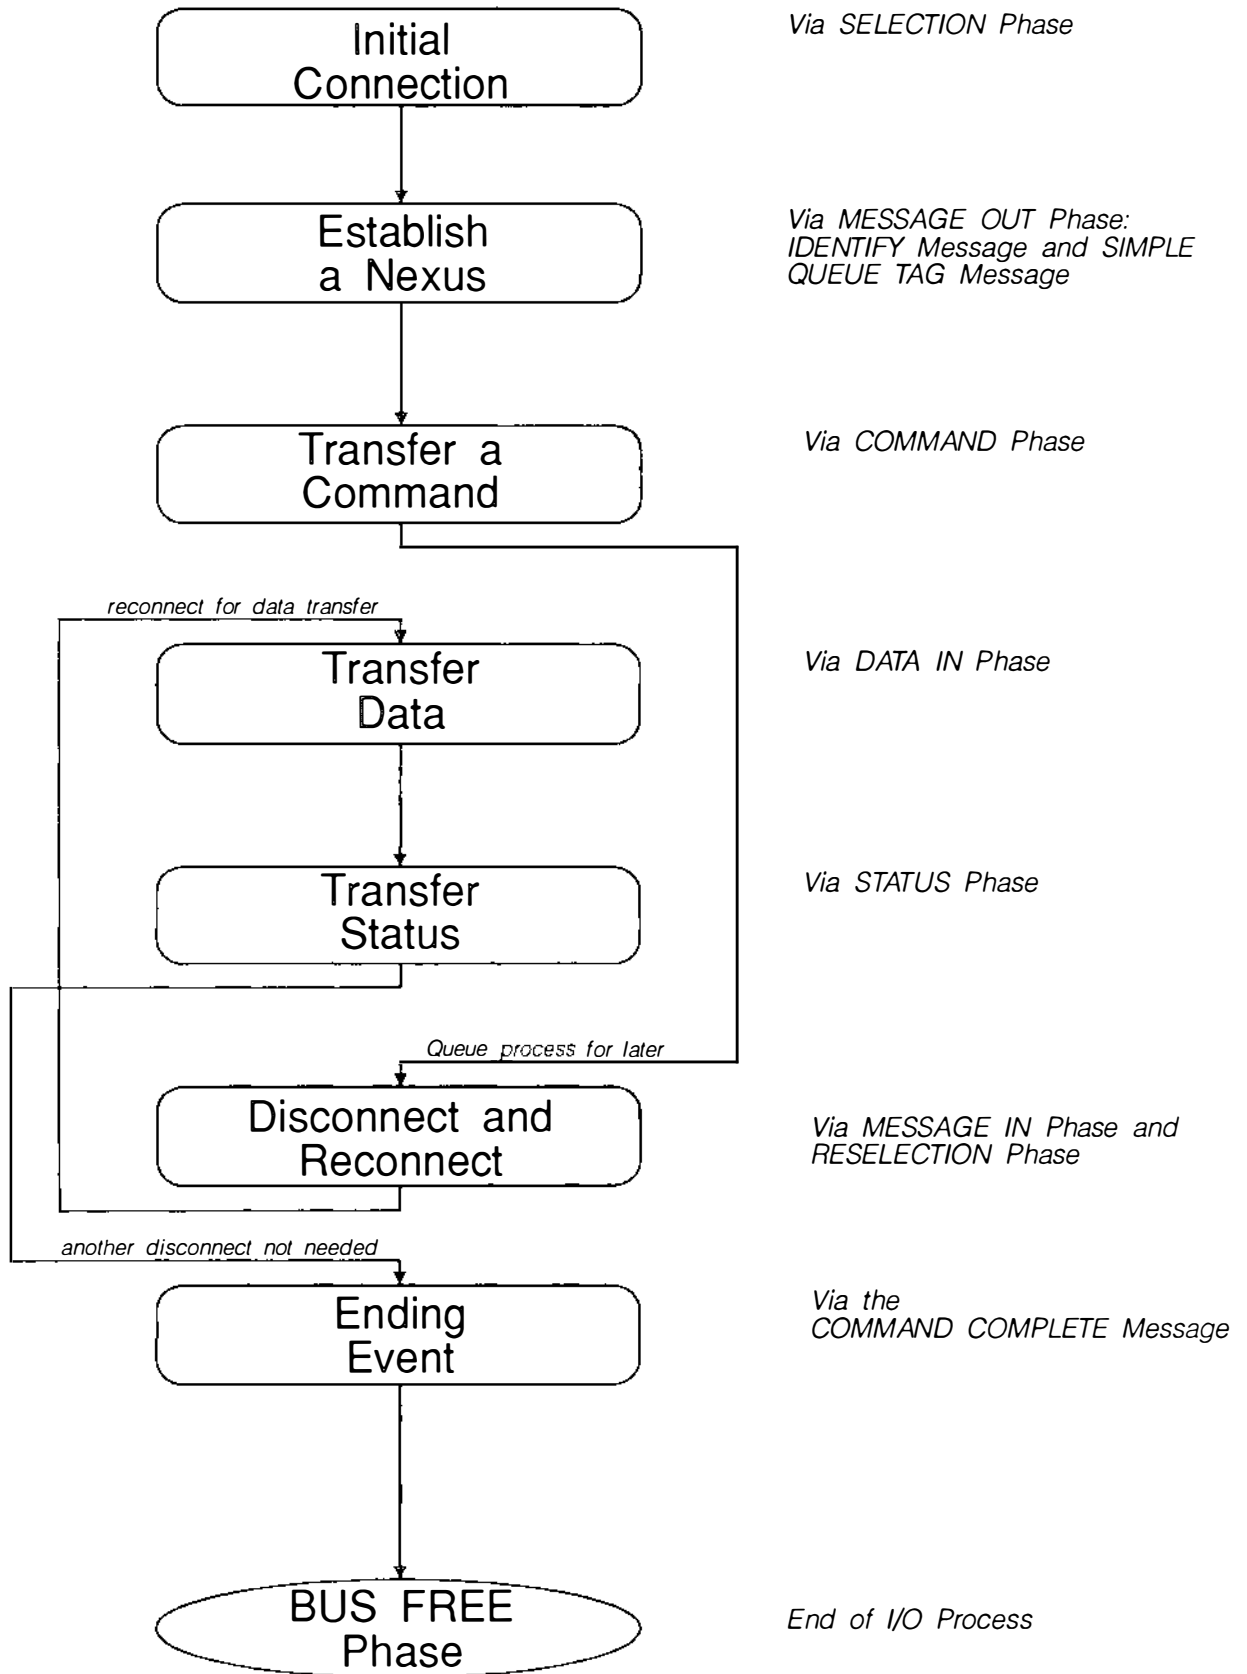 Initial
Connection
Via SELECTION Phase
Establish
a Nexus
Via MESSAGE OUT Phase:
IDENTIFY Message and SIMPLE
QUEUE TAG Message
Transfer a
Command
Via COMMAND Phase
reconnect for data transfer
Transfer
Data
Via DATA IN Phase
Transfer
Status
Via STATUS Phase
Queue process for later
Disconnect and
Reconnect
Via MESSAGE IN Phase and
RESELECTION Phase
another disconnect not needed
Ending
Event
Via the
COMMAND COMPLETE Message
BUS FREE
Phase
End of I/O Process